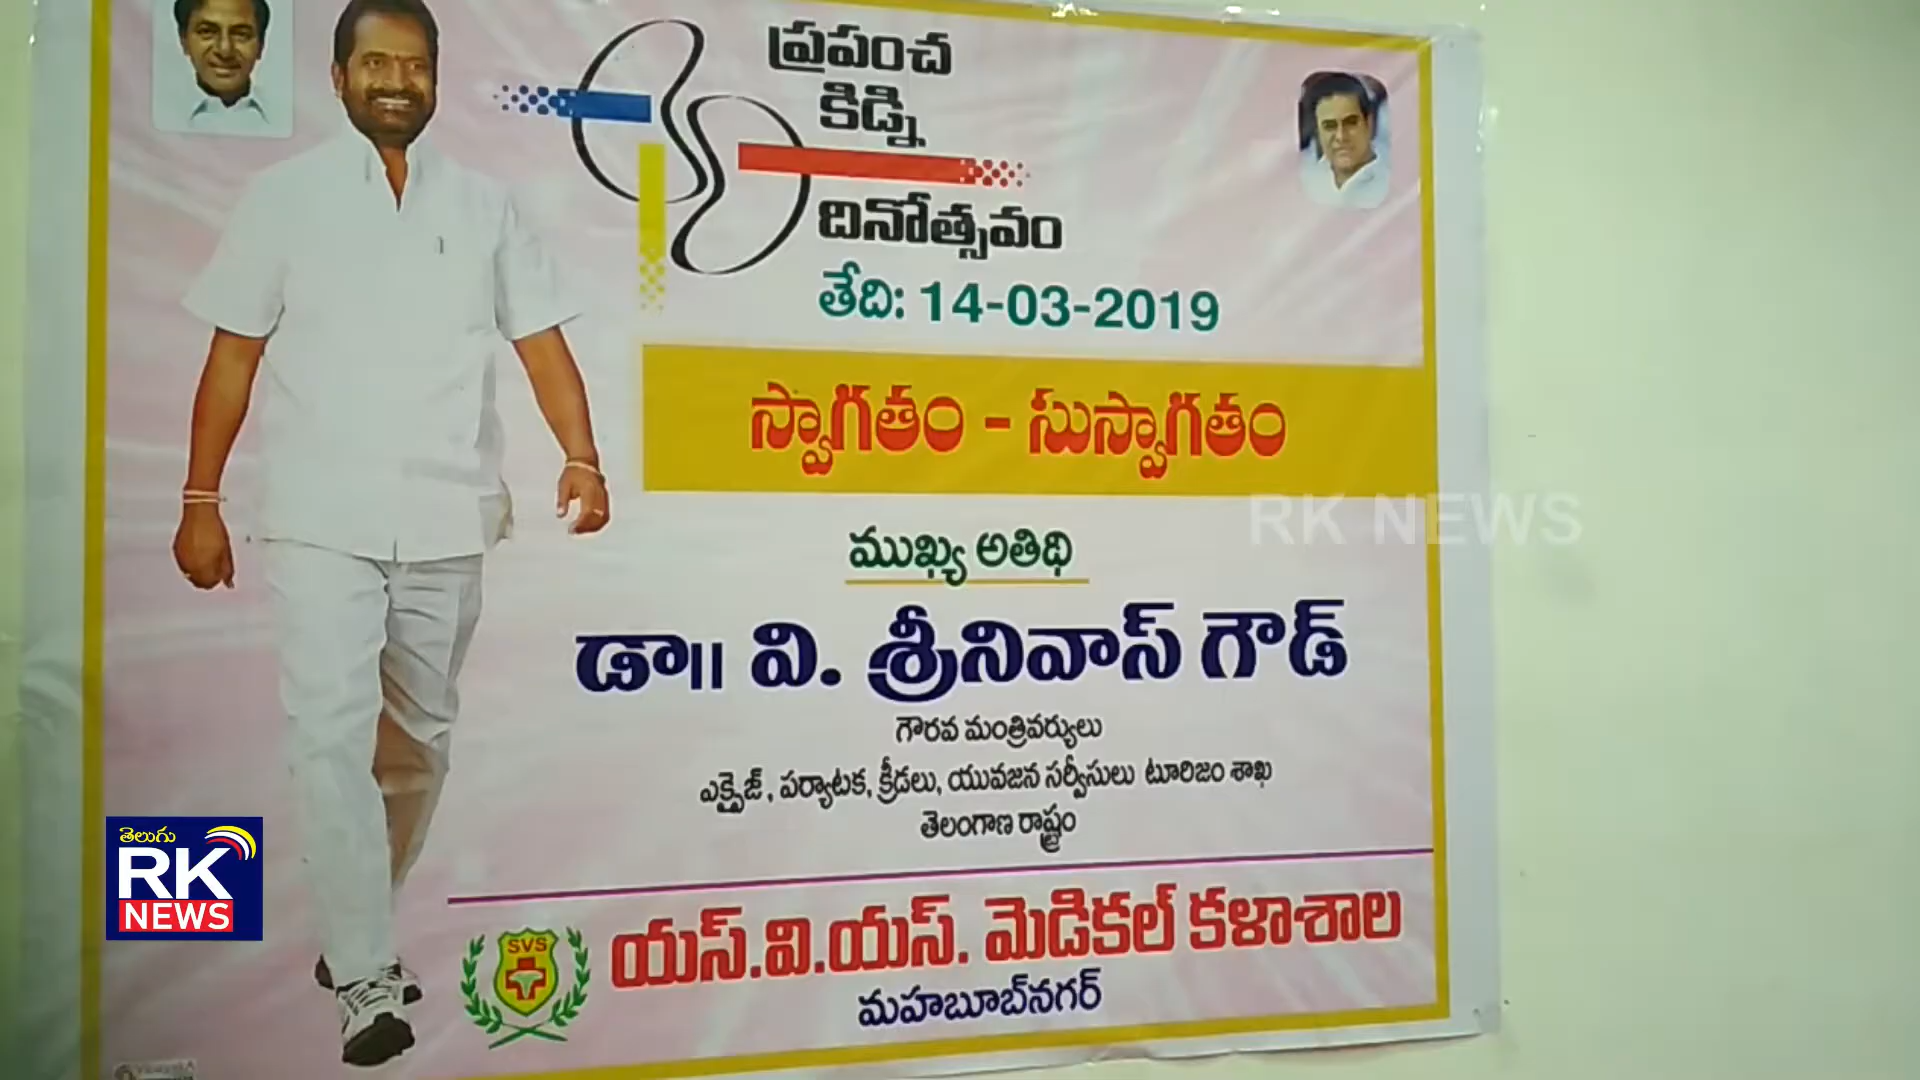 ప్రపంచ
కిడ్ని
దినోత్సవం
తేది: 14-03-2019
స్వాగతం - సుస్వాగతం
RK NEWS
ముఖ్య అతిధి
డా॥ వి. శ్రీనివాస్ గౌడ్
గౌరవ మంత్రివర్యులు
ఎక్సైజ్, పర్యాటక, క్రీడలు, యువజన సర్వీసులు టూరిజం శాఖ
తెలంగాణ రాష్ట్రం
తెలుగు
RK
NEWS
SVS
యస్.వి.యస్. మెడికల్ కళాశాల
మహబూబ్‌నగర్